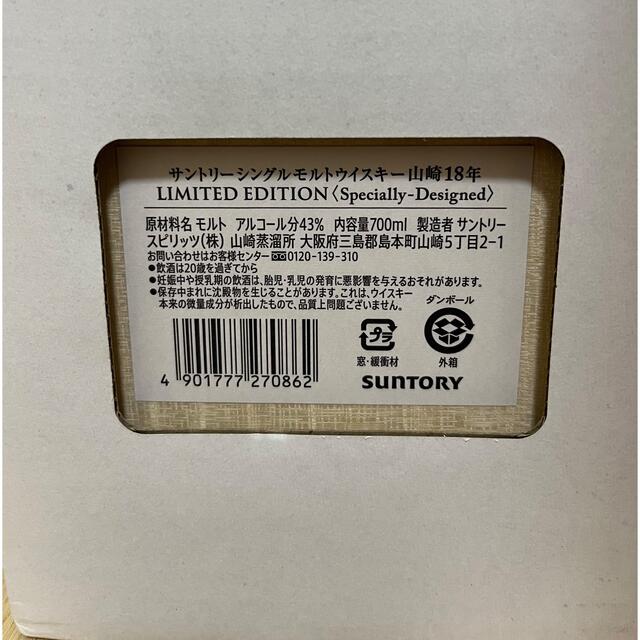 サントリーシングルモルトウイスキー山崎18年
LIMITED EDITION〈Specially-Designed〉
原材料名 モルト アルコール分43% 内容量700ml 製造者 サントリー
スピリッツ(株) 山崎蒸溜所 大阪府三島郡島本町山崎5丁目2-1
お問い合わせはお客様センター 0120-139-310
●飲酒は20歳を過ぎてから
●妊娠中や授乳期の飲酒は、胎児・乳児の発育に悪影響を与えるおそれがあります。
●保存中まれに沈殿物を生じることがあります。これは、ウイスキー
本来の微量成分が析出したもので、品質上問題ございません。
ダンボール
プラ
窓・緩衝材
外箱
4 901777 270862
SUNTORY